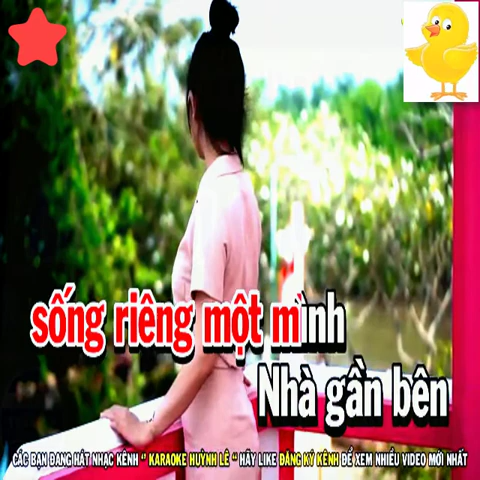 sống riêng một mình
Nhà gần bên
CÁC BẠN ĐANG HÁT NHẠC KÊNH " KARAOKE HUỲNH LÊ " HÃY LIKE ĐĂNG KÝ KÊNH ĐỂ XEM NHIỀU VIDEO MỚI NHẤT